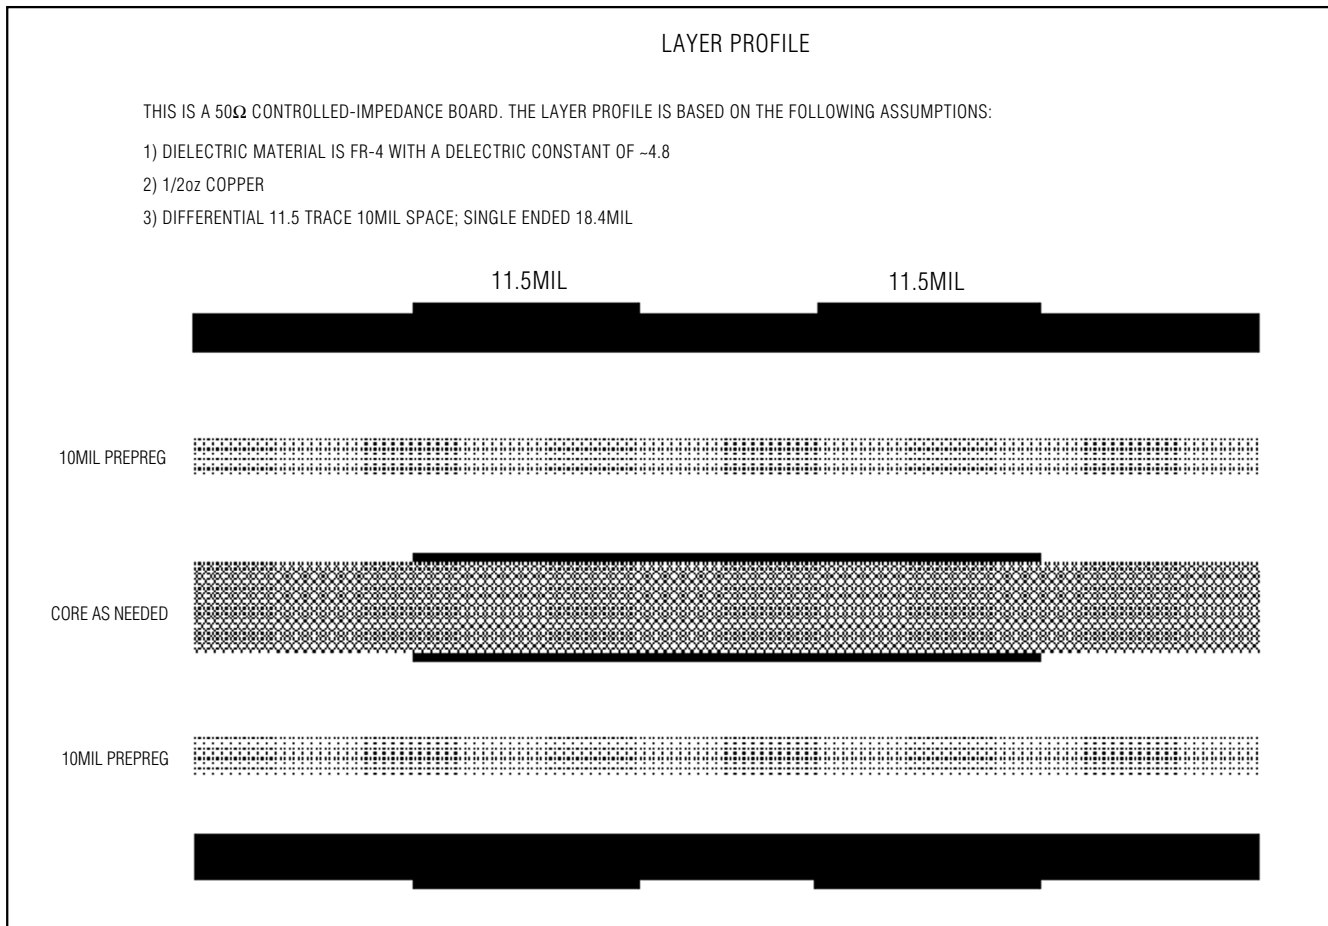 LAYER PROFILE
THIS IS A 50Ω CONTROLLED-IMPEDANCE BOARD. THE LAYER PROFILE IS BASED ON THE FOLLOWING ASSUMPTIONS:
1) DIELECTRIC MATERIAL IS FR-4 WITH A DELECTRIC CONSTANT OF ~4.8
2) 1/2oz COPPER
3) DIFFERENTIAL 11.5 TRACE 10MIL SPACE; SINGLE ENDED 18.4MIL
11.5MIL 11.5MIL
10MIL PREPREG
CORE AS NEEDED
10MIL PREPREG